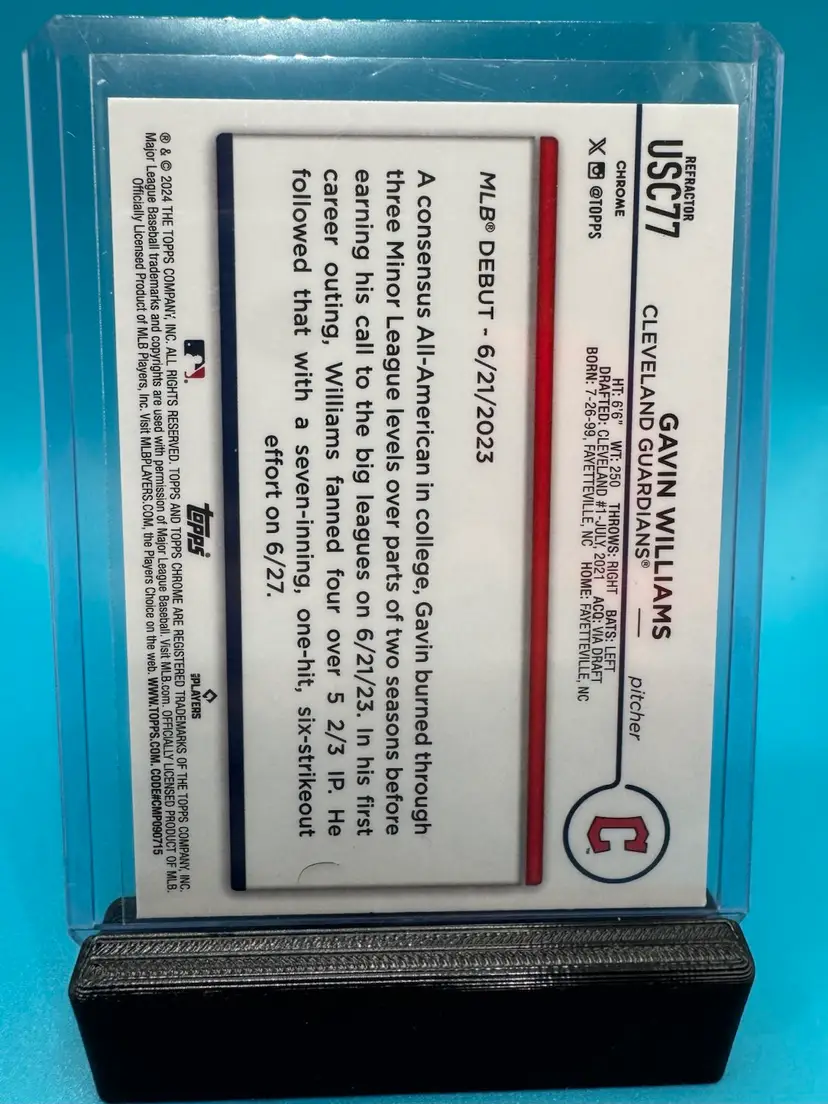 REFRACTOR
USC77
CHROME
@TOPPS
GAVIN WILLIAMS
CLEVELAND GUARDIANS® — pitcher
HT: 6'6" WT: 250 THROWS: RIGHT BATS: LEFT
DRAFTED: CLEVELAND #1-JULY, 2021 ACQ: VIA DRAFT
BORN: 7-26-99, FAYETTEVILLE, NC HOME: FAYETTEVILLE, NC
C™
MLB® DEBUT - 6/21/2023
A consensus All-American in college, Gavin burned through
three Minor League levels over parts of two seasons before
earning his call to the big leagues on 6/21/23. In his first
career outing, Williams fanned four over 5 2/3 IP. He
followed that with a seven-inning, one-hit, six-strikeout
effort on 6/27.
topps®
PLAYERS
® & © 2024 THE TOPPS COMPANY, INC. ALL RIGHTS RESERVED. TOPPS AND TOPPS CHROME ARE REGISTERED TRADEMARKS OF THE TOPPS COMPANY, INC.
Major League Baseball trademarks and copyrights are used with permission of Major League Baseball. Visit MLB.com. OFFICIALLY LICENSED PRODUCT OF MLB
Officially Licensed Product of MLB Players, Inc. Visit MLBPLAYERS.COM, the Players Choice on the web. WWW.TOPPS.COM. CODE#CMP090715